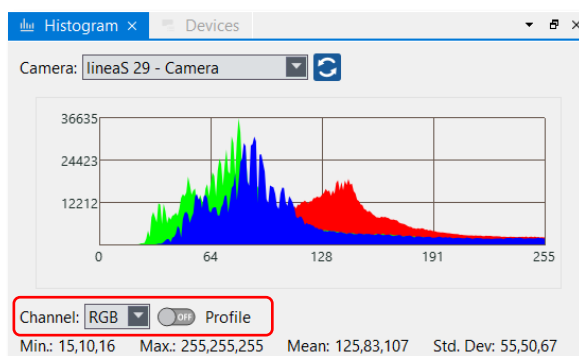 Histogram × Devices
Camera: lineaS 29 - Camera
36635
24423
12212
0 64 128 191 255
Channel: RGB OFF Profile
Min.: 15,10,16 Max.: 255,255,255 Mean: 125,83,107 Std. Dev: 55,50,67